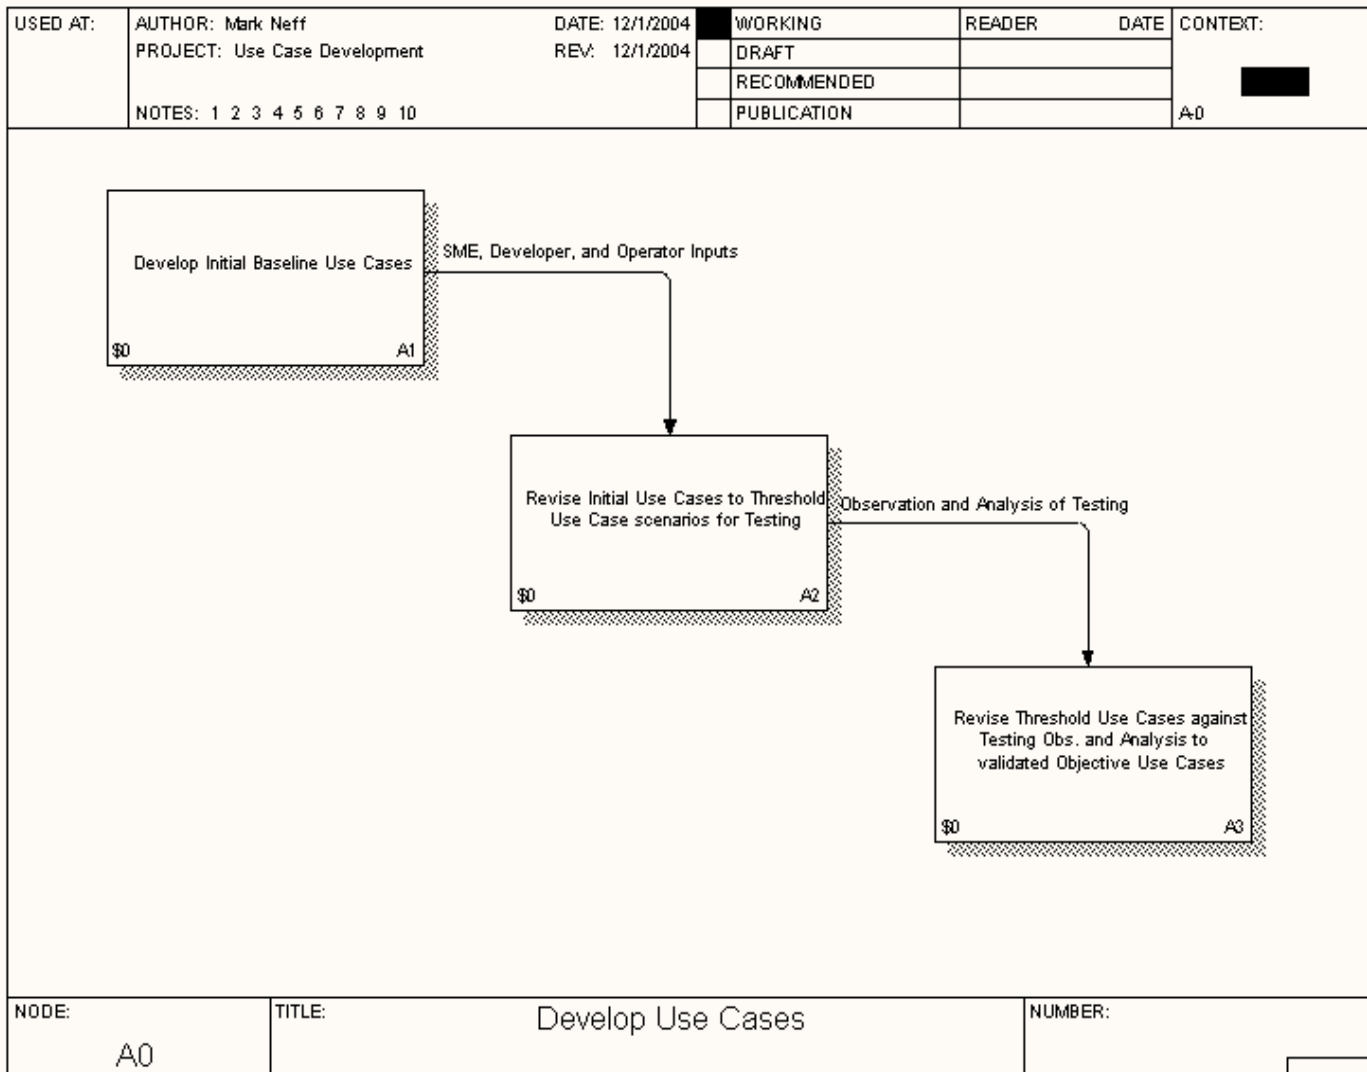 USED AT:
AUTHOR: Mark Neff
DATE: 12/1/2004
WORKING
READER
DATE
CONTEXT:
PROJECT: Use Case Development
REV: 12/1/2004
DRAFT
RECOMMENDED
NOTES: 1 2 3 4 5 6 7 8 9 10
PUBLICATION
A-0
Develop Initial Baseline Use Cases
$0
A1
SME, Developer, and Operator Inputs
Revise Initial Use Cases to Threshold
Use Case scenarios for Testing
$0
A2
Observation and Analysis of Testing
Revise Threshold Use Cases against
Testing Obs. and Analysis to
validated Objective Use Cases
$0
A3
NODE:
A0
TITLE:
Develop Use Cases
NUMBER: